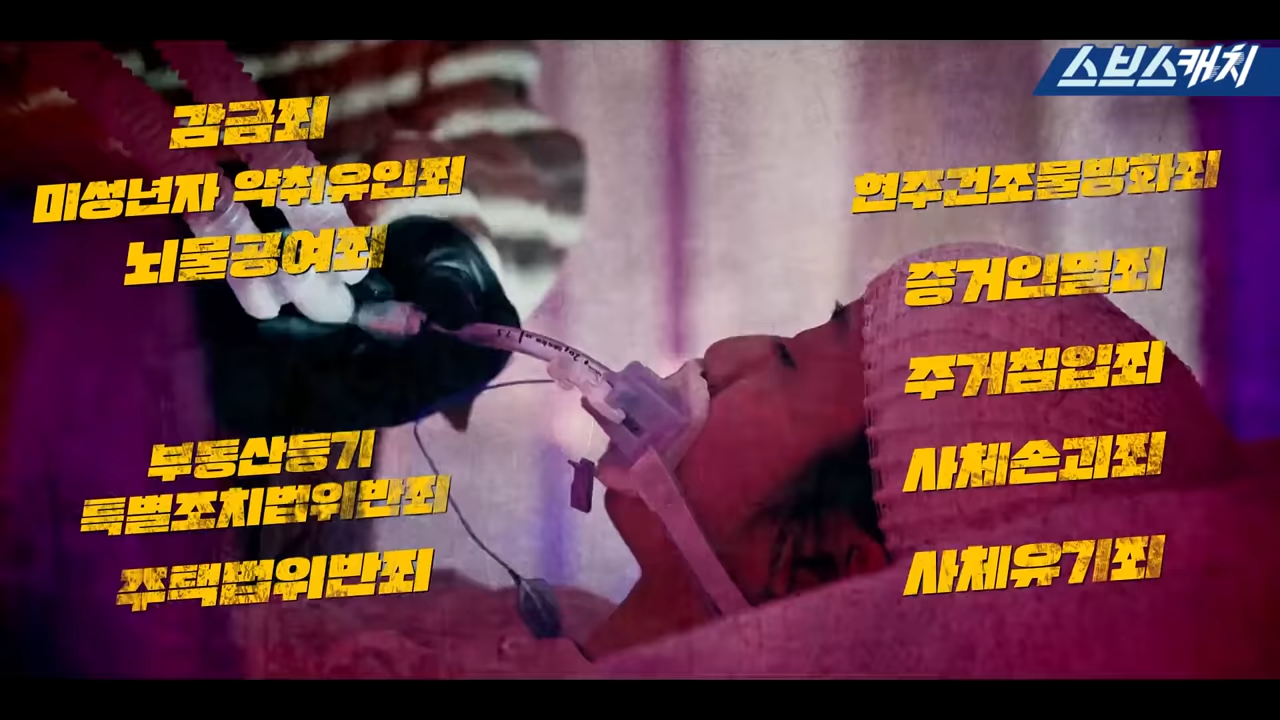 스브스캐치
감금죄
미성년자 약취유인죄
뇌물공여죄
부동산등기
특별조치법위반죄
주택법위반죄
현주건조물방화죄
증거인멸죄
주거침입죄
사체손괴죄
사체유기죄